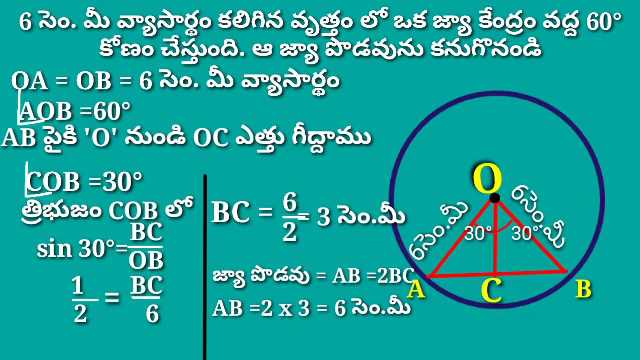 6 సెం. మీ వ్యాసార్థం కలిగిన వృత్తం లో ఒక జ్యా కేంద్రం వద్ద 60°
కోణం చేస్తుంది. ఆ జ్యా పొడవును కనుగొనండి
OA = OB = 6 సెం. మీ వ్యాసార్థం
AOB =60°
AB పైకి 'O' నుండి OC ఎత్తు గీద్దాము
COB =30°
త్రిభుజం COB లో
sin 30°= BC
OB
1
2 = BC
6
BC = 6
2 = 3 సెం.మీ
జ్యా పొడవు = AB =2BC
AB =2 x 3 = 6 సెం.మీ
O
6సెం.మీ
6సెం.మీ
30° 30°
A C B